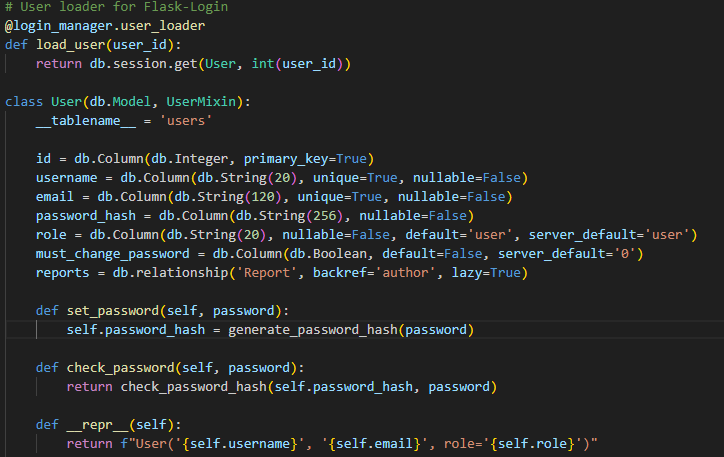 # User loader for Flask-Login
@login_manager.user_loader
def load_user(user_id):
    return db.session.get(User, int(user_id))
class User(db.Model, UserMixin):
    __tablename__ = 'users'
    id = db.Column(db.Integer, primary_key=True)
    username = db.Column(db.String(20), unique=True, nullable=False)
    email = db.Column(db.String(120), unique=True, nullable=False)
    password_hash = db.Column(db.String(256), nullable=False)
    role = db.Column(db.String(20), nullable=False, default='user', server_default='user')
    must_change_password = db.Column(db.Boolean, default=False, server_default='0')
    reports = db.relationship('Report', backref='author', lazy=True)
    def set_password(self, password):
        self.password_hash = generate_password_hash(password)
    def check_password(self, password):
        return check_password_hash(self.password_hash, password)
    def __repr__(self):
        return f"User('{self.username}', '{self.email}', role='{self.role}')"